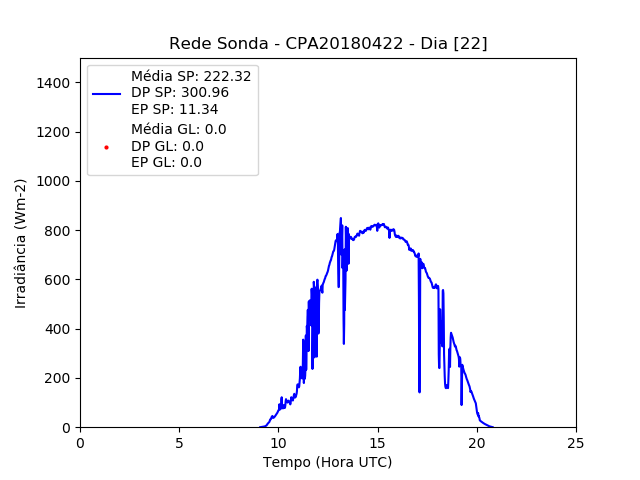 Rede Sonda - CPA20180422 - Dia [22]
Média SP: 222.32
DP SP: 300.96
EP SP: 11.34
Média GL: 0.0
DP GL: 0.0
EP GL: 0.0
1400
1200
1000
800
600
400
200
0
Irradiância (Wm-2)
0 5 10 15 20 25
Tempo (Hora UTC)